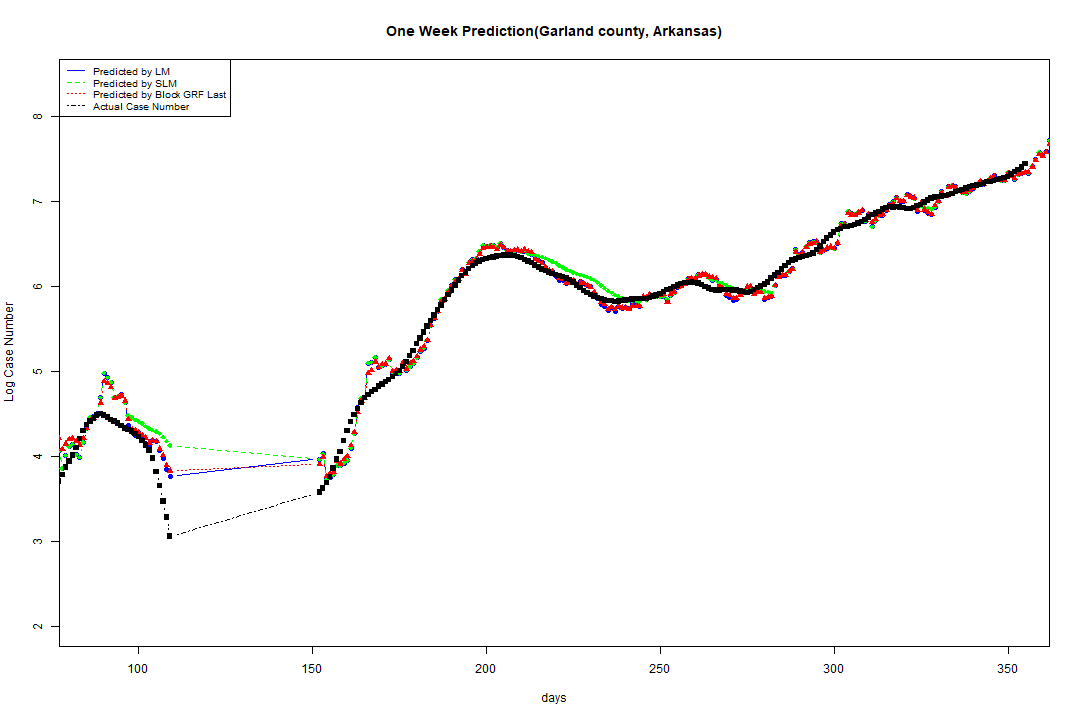 One Week Prediction(Garland county, Arkansas)
Predicted by LM
Predicted by SLM
Predicted by Block GRF Last
Actual Case Number
8
7
6
5
4
3
2
Log Case Number
100 150 200 250 300 350
days